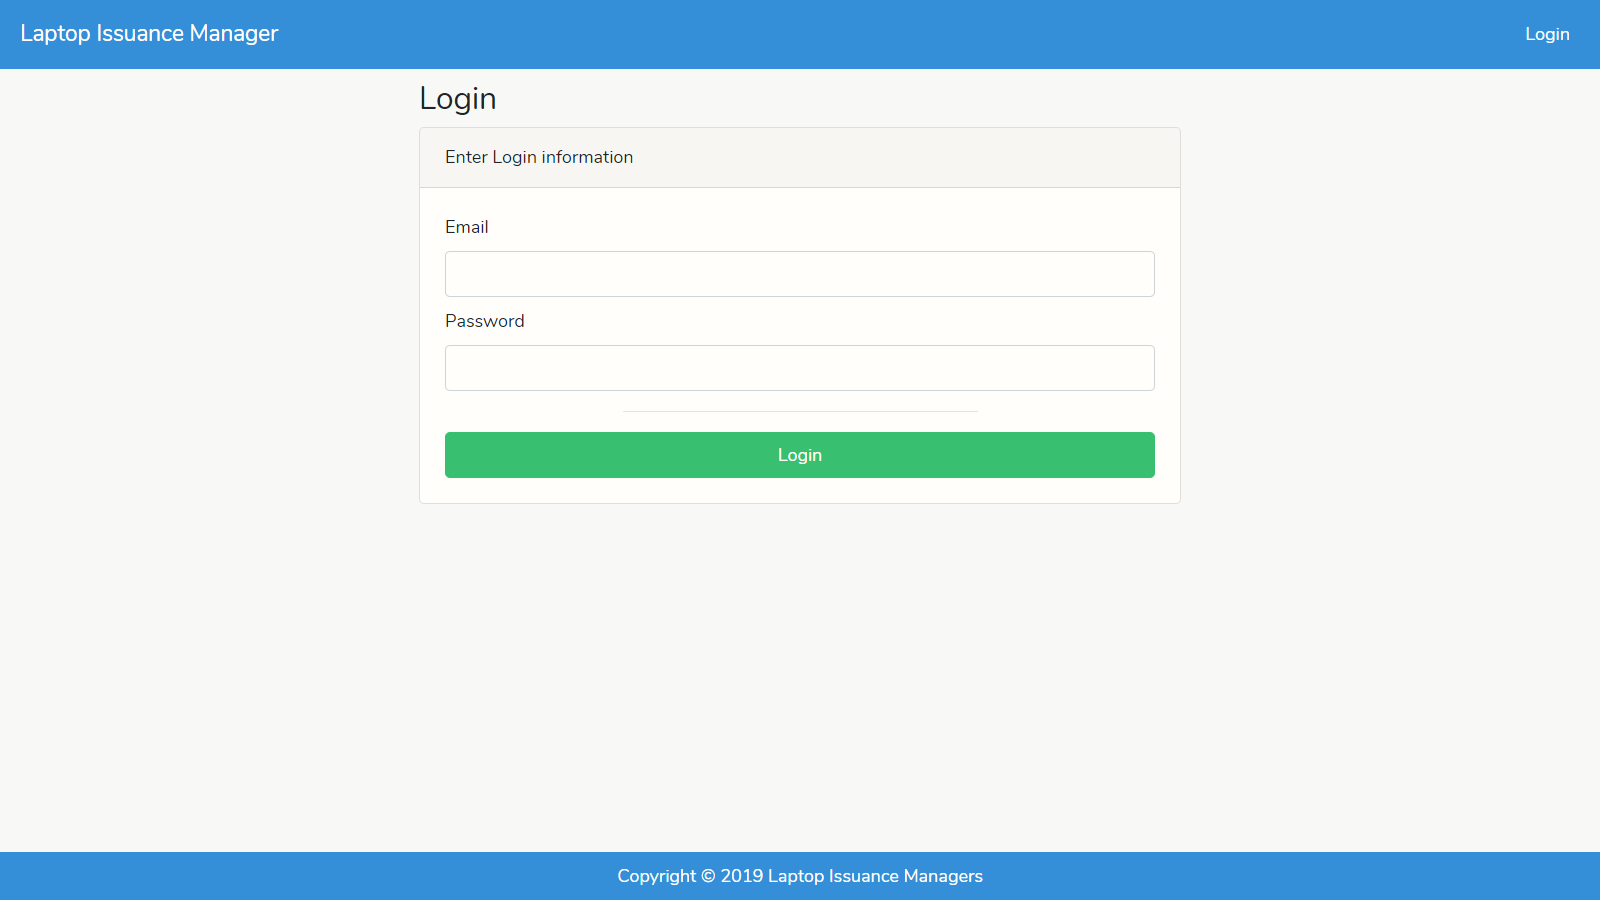 Laptop Issuance Manager
Login
Login
Enter Login information
Email
Password
Login
Copyright © 2019 Laptop Issuance Managers